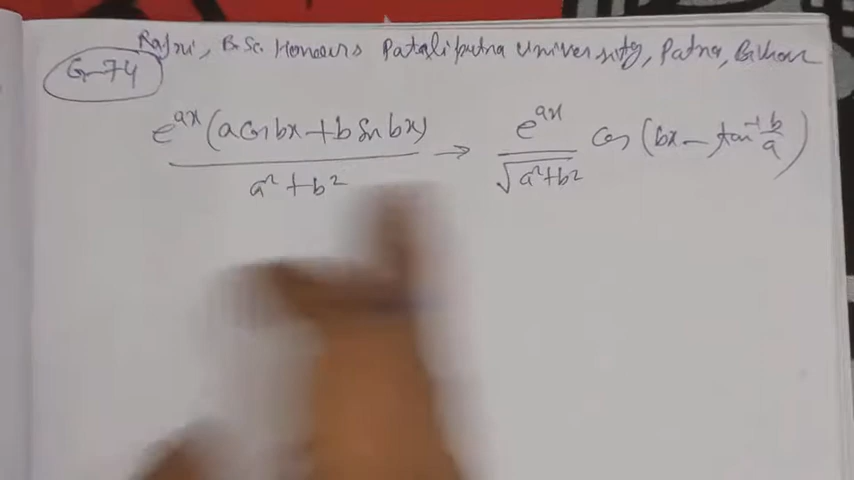 Rajni, B.Sc. Honours Patliputra University, Patna, Bihar
G-74
e^{ax}(a cos bx + b sin bx) / a² + b² → e^{ax} / √(a²+b²) cos (bx - tan⁻¹ b/a)